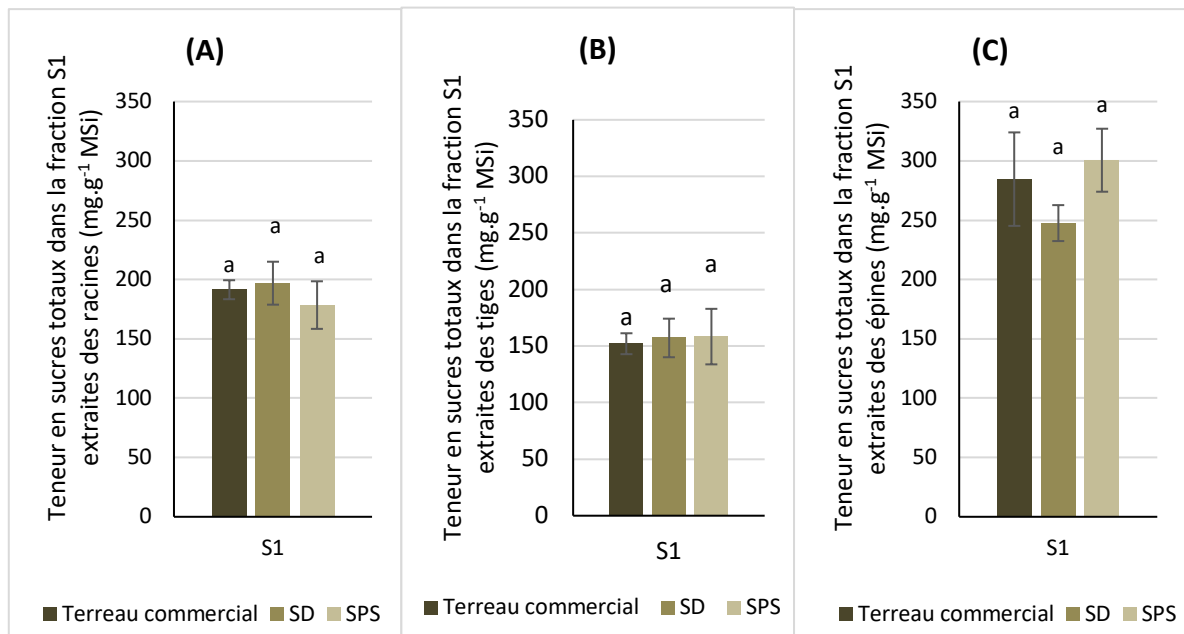 (A)
Teneur en sucres totaux dans la fraction S1
extraites des racines (mg.g⁻¹ MSi)
350
300
250
200
150
100
50
0
a
a
a
S1
Terreau commercial SD SPS
(B)
Teneur en sucres totaux dans la fraction S1
extraites des tiges (mg.g⁻¹ MSi)
350
300
250
200
150
100
50
0
a
a
a
S1
Terreau commercial SD SPS
(C)
Teneur en sucres totaux dans la fraction S1
extraites des épines (mg.g⁻¹ MSi)
350
300
250
200
150
100
50
0
a
a
a
S1
Terreau commercial SD SPS